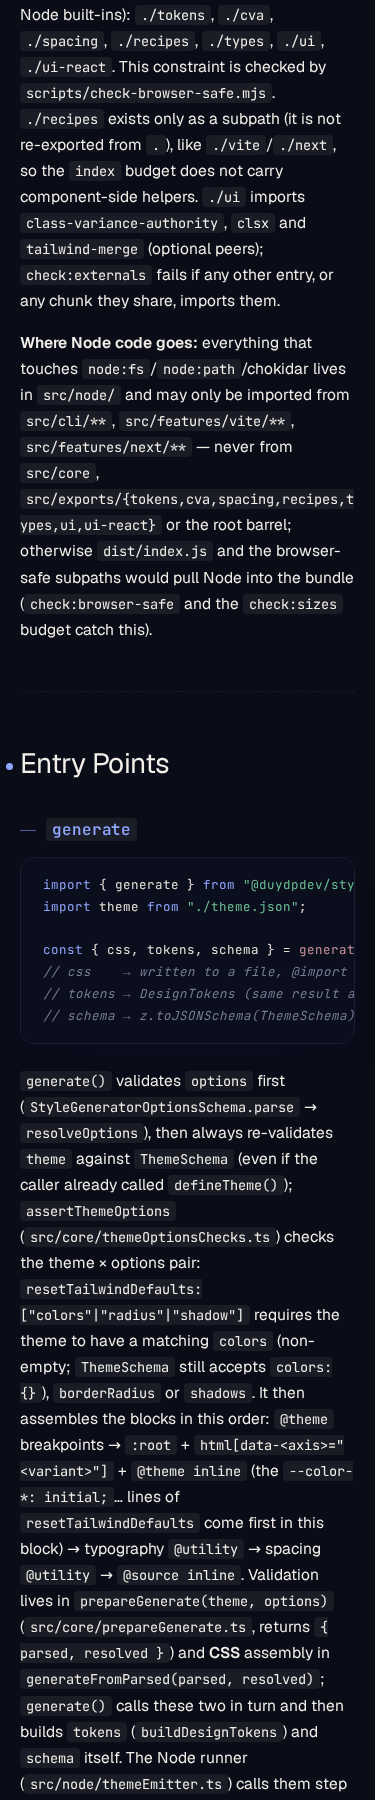 Node built-ins): ./tokens, ./cva,
./spacing, ./recipes, ./types, ./ui,
./ui-react. This constraint is checked by
scripts/check-browser-safe.mjs.
./recipes exists only as a subpath (it is not
re-exported from .), like ./vite/./next,
so the index budget does not carry
component-side helpers. ./ui imports
class-variance-authority, clsx and
tailwind-merge (optional peers);
check:externals fails if any other entry, or
any chunk they share, imports them.
Where Node code goes: everything that
touches node:fs/node:path/chokidar lives
in src/node/ and may only be imported from
src/cli/**, src/features/vite/**,
src/features/next/** — never from
src/core,
src/exports/{tokens,cva,spacing,recipes,t
ypes,ui,ui-react} or the root barrel;
otherwise dist/index.js and the browser-
safe subpaths would pull Node into the bundle
(check:browser-safe and the check:sizes
budget catch this).
Entry Points
— generate
import { generate } from "@duydpdev/sty
import theme from "./theme.json";
const { css, tokens, schema } = generat
// css    → written to a file, @import
// tokens → DesignTokens (same result a
// schema → z.toJSONSchema(ThemeSchema)
generate() validates options first
(StyleGeneratorOptionsSchema.parse →
resolveOptions), then always re-validates
theme against ThemeSchema (even if the
caller already called defineTheme());
assertThemeOptions
(src/core/themeOptionsChecks.ts) checks
the theme × options pair:
resetTailwindDefaults:
["colors"|"radius"|"shadow"] requires the
theme to have a matching colors (non-
empty; ThemeSchema still accepts colors:
{}), borderRadius or shadows. It then
assembles the blocks in this order: @theme
breakpoints → :root + html[data-<axis>="
<variant>"] + @theme inline (the --color-
*: initial;… lines of
resetTailwindDefaults come first in this
block) → typography @utility → spacing
@utility → @source inline. Validation
lives in prepareGenerate(theme, options)
(src/core/prepareGenerate.ts, returns {
parsed, resolved }) and CSS assembly in
generateFromParsed(parsed, resolved);
generate() calls these two in turn and then
builds tokens (buildDesignTokens) and
schema itself. The Node runner
(src/node/themeEmitter.ts) calls them step